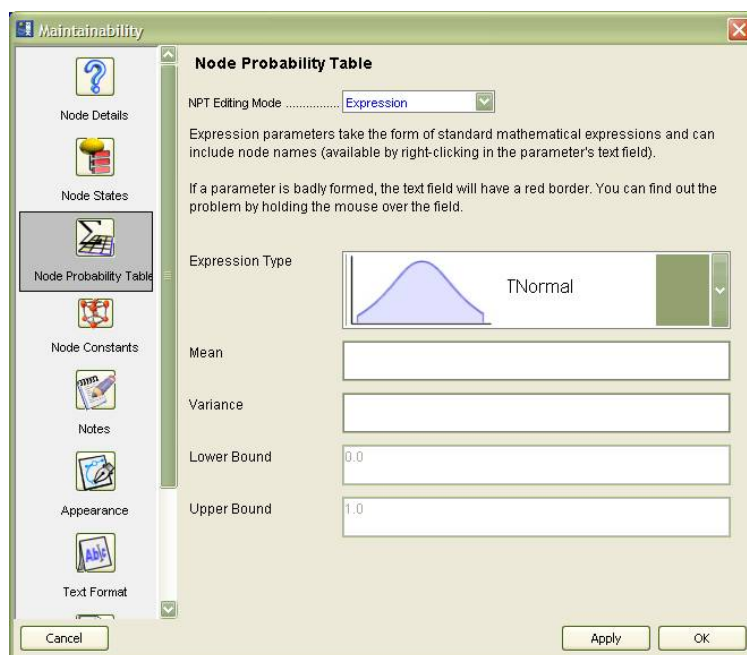 Maintainability
Node Details
Node States
Node Probability Table
Node Constants
Notes
Appearance
Text Format
Node Probability Table
NPT Editing Mode ............... Expression
Expression parameters take the form of standard mathematical expressions and can
include node names (available by right-clicking in the parameter's text field).
If a parameter is badly formed, the text field will have a red border. You can find out the
problem by holding the mouse over the field.
Expression Type
TNormal
Mean
Variance
Lower Bound
0.0
Upper Bound
1.0
Cancel
Apply
OK